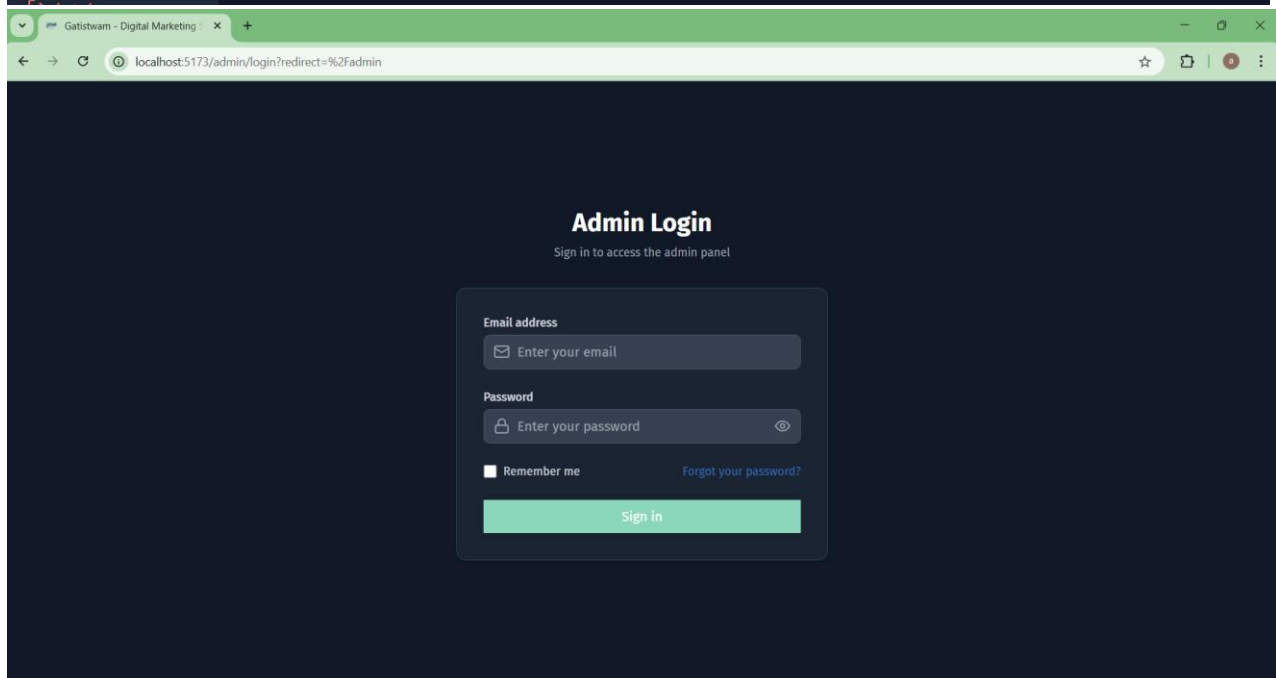 Gatistwam - Digital Marketing
localhost:5173/admin/login?redirect=%2Fadmin
Admin Login
Sign in to access the admin panel
Email address
Enter your email
Password
Enter your password
Remember me Forgot your password?
Sign in